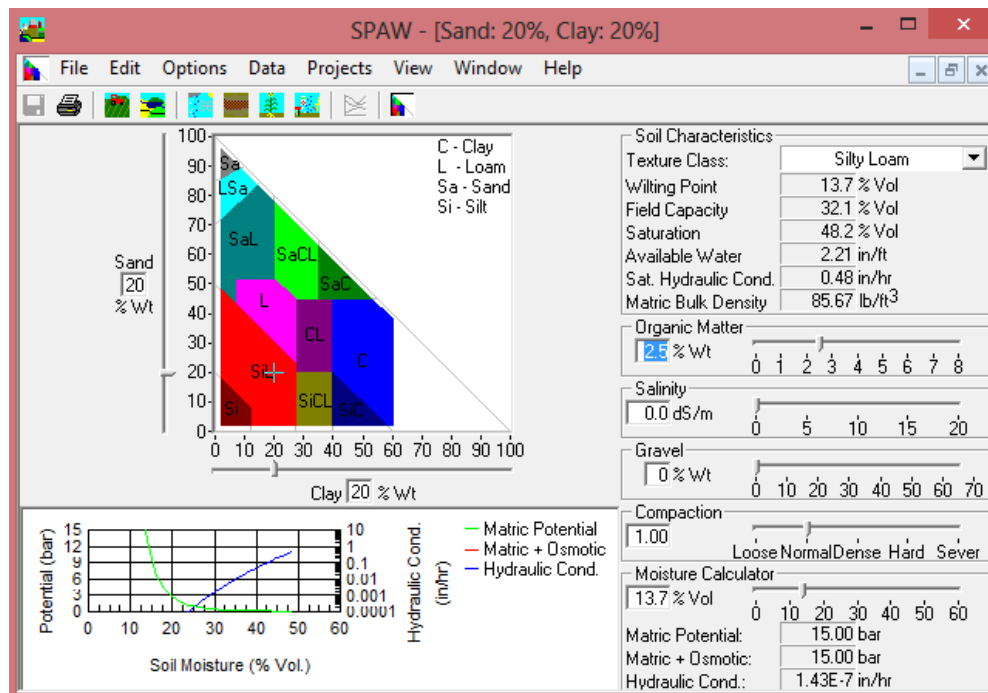 SPAW - [Sand: 20%, Clay: 20%]
File Edit Options Data Projects View Window Help
C - Clay
L - Loam
Sa - Sand
Si - Silt
100
90
80
70
60
50
40
30
20
10
0
Sa
LSa
SaL
SaCL
SaC
L
CL
C
SiL
Si
SiCL
SiC
0 10 20 30 40 50 60 70 80 90 100
Sand
20
% Wt
Clay 20 % Wt
Soil Characteristics
Texture Class: Silty Loam
Wilting Point 13.7 % Vol
Field Capacity 32.1 % Vol
Saturation 48.2 % Vol
Available Water 2.21 in/ft
Sat. Hydraulic Cond. 0.48 in/hr
Matric Bulk Density 85.67 lb/ft3
Organic Matter
2.5 % Wt
0 1 2 3 4 5 6 7 8
Salinity
0.0 dS/m
0 5 10 15 20
Gravel
0 % Wt
0 10 20 30 40 50 60 70
Compaction
1.00
Loose Normal Dense Hard Sever
Moisture Calculator
13.7 % Vol
0 10 20 30 40 50 60
Matric Potential: 15.00 bar
Matric + Osmotic: 15.00 bar
Hydraulic Cond.: 1.43E-7 in/hr
Potential (bar)
15
12
9
6
3
0
10
1
0.1
0.01
0.001
0.0001
Hydraulic Cond.
(in/hr)
0 10 20 30 40 50 60
Soil Moisture (% Vol.)
Matric Potential
Matric + Osmotic
Hydraulic Cond.